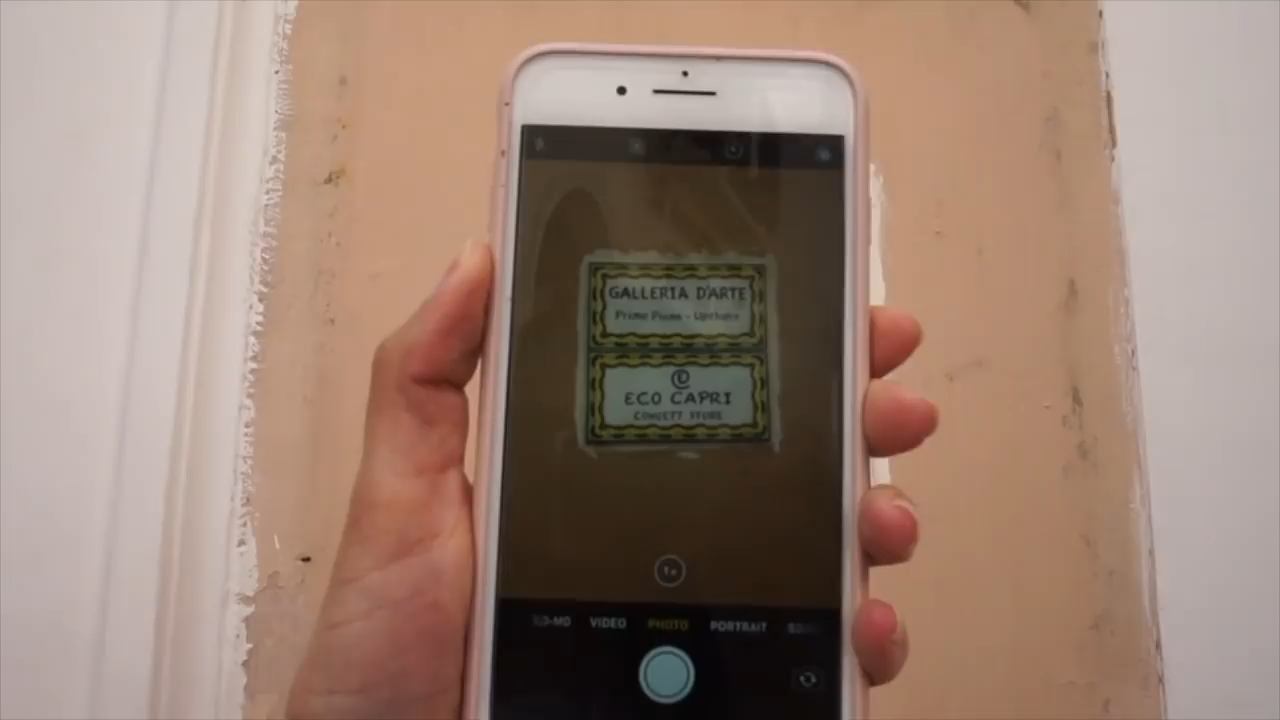 GALLERIA D'ARTE
Primo Piano - Upstairs
@
ECO CAPRI
CONCEPT STORE
1x
SLO-MO VIDEO PHOTO PORTRAIT